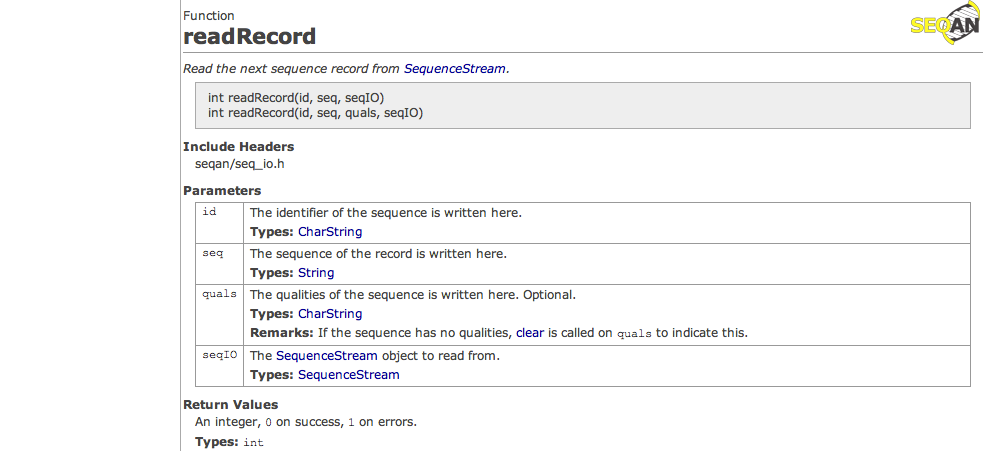 Function
readRecord
SEQAN
Read the next sequence record from SequenceStream.
int readRecord(id, seq, seqIO)
int readRecord(id, seq, quals, seqIO)
Include Headers
seqan/seq_io.h
Parameters
id The identifier of the sequence is written here.
Types: CharString
seq The sequence of the record is written here.
Types: String
quals The qualities of the sequence is written here. Optional.
Types: CharString
Remarks: If the sequence has no qualities, clear is called on quals to indicate this.
seqIO The SequenceStream object to read from.
Types: SequenceStream
Return Values
An integer, 0 on success, 1 on errors.
Types: int